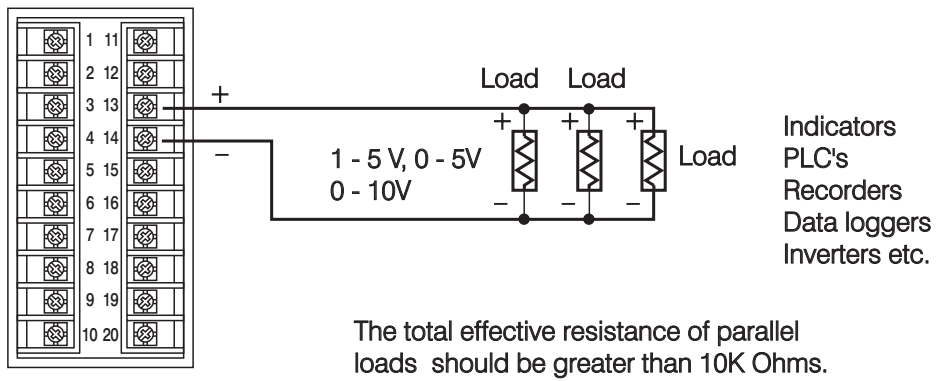 1 11
2 12
3 13
4 14
5 15
6 16
7 17
8 18
9 19
10 20
+
−
Load Load
+ + +
1 - 5 V, 0 - 5V
0 - 10V
Load
− − −
Indicators
PLC's
Recorders
Data loggers
Inverters etc.
The total effective resistance of parallel
loads should be greater than 10K Ohms.